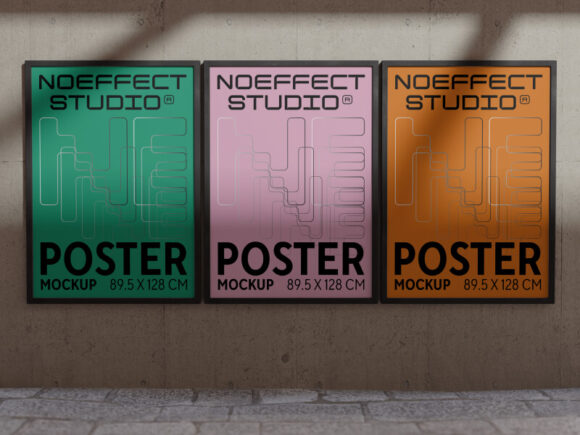 NOEFFECT
STUDIO®
POSTER
MOCKUP 89.5 X 128 CM
NOEFFECT
STUDIO®
POSTER
MOCKUP 89.5 X 128 CM
NOEFFECT
STUDIO®
POSTER
MOCKUP 89.5 X 128 CM